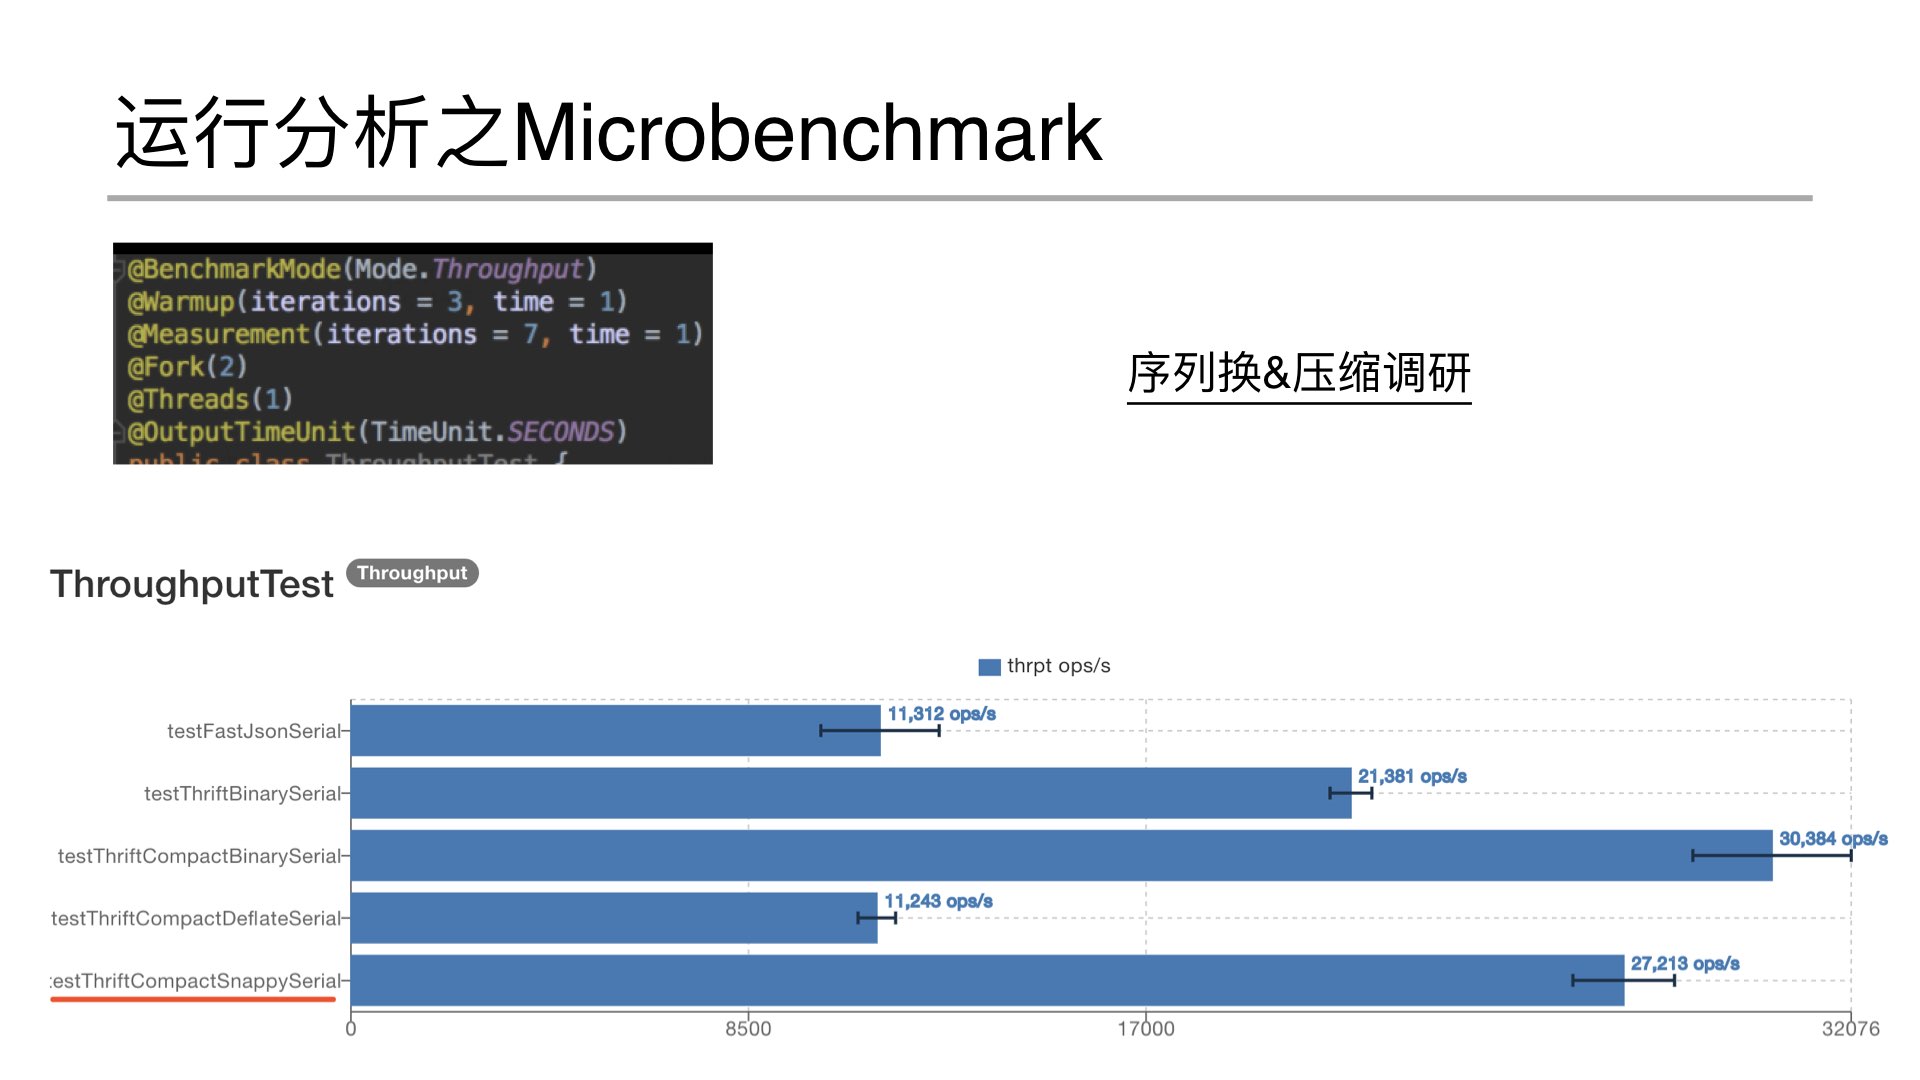 运行分析之Microbenchmark
@BenchmarkMode(Mode.Throughput)
@Warmup(iterations = 3, time = 1)
@Measurement(iterations = 7, time = 1)
@Fork(2)
@Threads(1)
@OutputTimeUnit(TimeUnit.SECONDS)
public class ThroughputTest {
序列换&压缩调研
ThroughputTest Throughput
thrpt ops/s
testFastJsonSerial 11,312 ops/s
testThriftBinarySerial 21,381 ops/s
testThriftCompactBinarySerial 30,384 ops/s
testThriftCompactDeflateSerial 11,243 ops/s
estThriftCompactSnappySerial 27,213 ops/s
0 8500 17000 32076